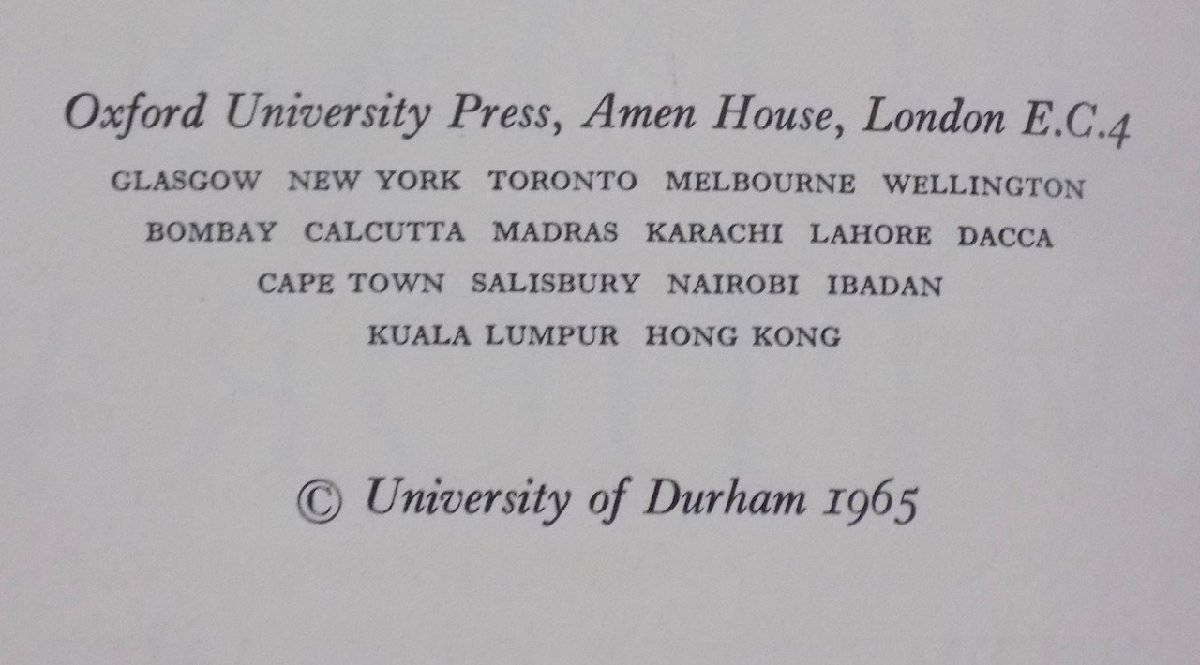 Oxford University Press, Amen House, London E.C.4
GLASGOW NEW YORK TORONTO MELBOURNE WELLINGTON
BOMBAY CALCUTTA MADRAS KARACHI LAHORE DACCA
CAPE TOWN SALISBURY NAIROBI IBADAN
KUALA LUMPUR HONG KONG
© University of Durham 1965